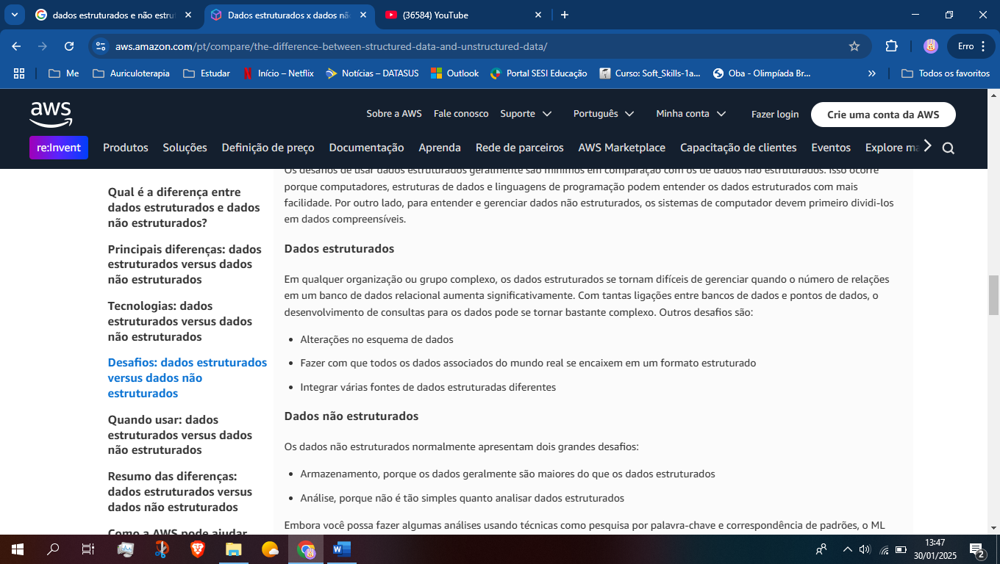 dados estruturados e não estru
Dados estruturados x dados nã
(36584) YouTube
aws.amazon.com/pt/compare/the-difference-between-structured-data-and-unstructured-data/
Erro
Me
Auriculoterapia
Estudar
Início – Netflix
Notícias – DATASUS
Outlook
Portal SESI Educação
Curso: Soft_Skills-1a...
Oba - Olimpíada Br...
»
Todos os favoritos
aws
Sobre a AWS
Fale conosco
Suporte
Português
Minha conta
Fazer login
Crie uma conta da AWS
re:Invent
Produtos
Soluções
Definição de preço
Documentação
Aprenda
Rede de parceiros
AWS Marketplace
Capacitação de clientes
Eventos
Explore ma
Qual é a diferença entre
dados estruturados e dados
não estruturados?
Principais diferenças: dados
estruturados versus dados
não estruturados
Tecnologias: dados
estruturados versus dados
não estruturados
Desafios: dados estruturados
versus dados não
estruturados
Quando usar: dados
estruturados versus dados
não estruturados
Resumo das diferenças:
dados estruturados versus
dados não estruturados
Como a AWS pode ajudar
Os desafios de usar dados estruturados geralmente são mínimos em comparação com os de dados não estruturados. Isso ocorre
porque computadores, estruturas de dados e linguagens de programação podem entender os dados estruturados com mais
facilidade. Por outro lado, para entender e gerenciar dados não estruturados, os sistemas de computador devem primeiro dividi-los
em dados compreensíveis.
Dados estruturados
Em qualquer organização ou grupo complexo, os dados estruturados se tornam difíceis de gerenciar quando o número de relações
em um banco de dados relacional aumenta significativamente. Com tantas ligações entre bancos de dados e pontos de dados, o
desenvolvimento de consultas para os dados pode se tornar bastante complexo. Outros desafios são:
• Alterações no esquema de dados
• Fazer com que todos os dados associados do mundo real se encaixem em um formato estruturado
• Integrar várias fontes de dados estruturadas diferentes
Dados não estruturados
Os dados não estruturados normalmente apresentam dois grandes desafios:
• Armazenamento, porque os dados geralmente são maiores do que os dados estruturados
• Análise, porque não é tão simples quanto analisar dados estruturados
Embora você possa fazer algumas análises usando técnicas como pesquisa por palavra-chave e correspondência de padrões, o ML
13:47
30/01/2025
2